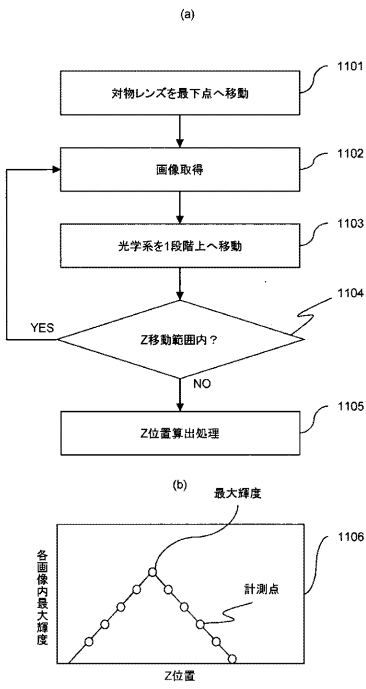 (a)
1101
対物レンズを最下点へ移動
1102
画像取得
1103
光学系を1段階上へ移動
1104
YES
Z移動範囲内？
NO
1105
Z位置算出処理
(b)
最大輝度
1106
各画像内最大輝度
計測点
Z位置